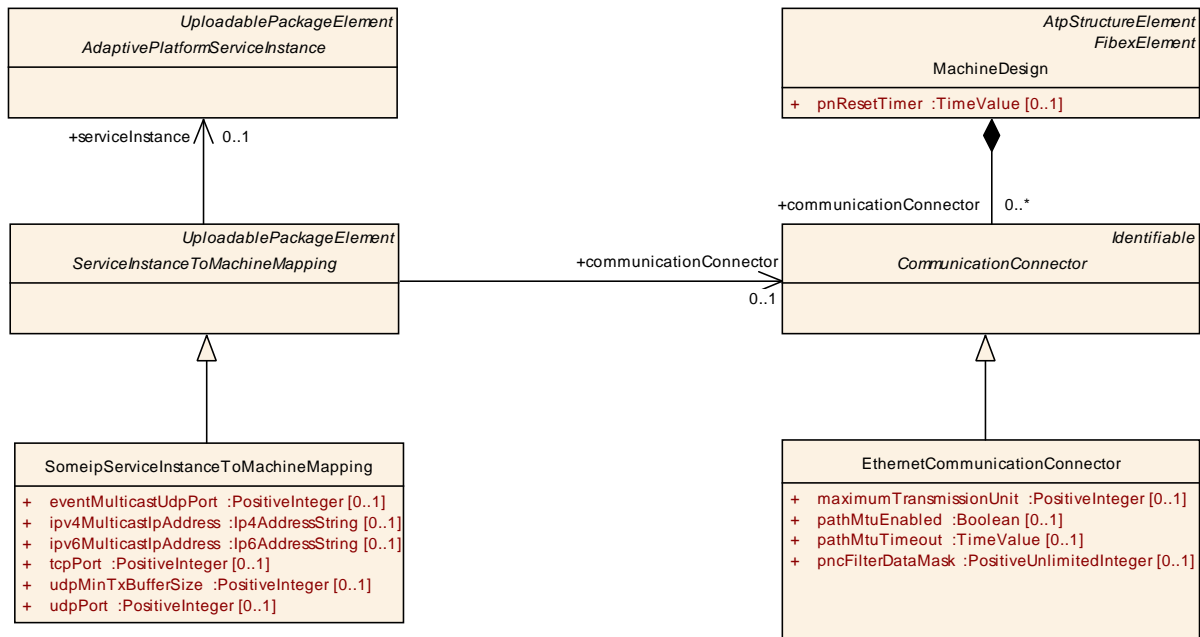 UploadablePackageElement
AdaptivePlatformServiceInstance
AtpStructureElement
FibexElement
MachineDesign
+ pnResetTimer :TimeValue [0..1]
+serviceInstance 0..1
+communicationConnector 0..*
UploadablePackageElement
ServiceInstanceToMachineMapping
+communicationConnector
0..1
Identifiable
CommunicationConnector
SomeipServiceInstanceToMachineMapping
+ eventMulticastUdpPort :PositiveInteger [0..1]
+ ipv4MulticastIpAddress :Ip4AddressString [0..1]
+ ipv6MulticastIpAddress :Ip6AddressString [0..1]
+ tcpPort :PositiveInteger [0..1]
+ udpMinTxBufferSize :PositiveInteger [0..1]
+ udpPort :PositiveInteger [0..1]
EthernetCommunicationConnector
+ maximumTransmissionUnit :PositiveInteger [0..1]
+ pathMtuEnabled :Boolean [0..1]
+ pathMtuTimeout :TimeValue [0..1]
+ pncFilterDataMask :PositiveUnlimitedInteger [0..1]